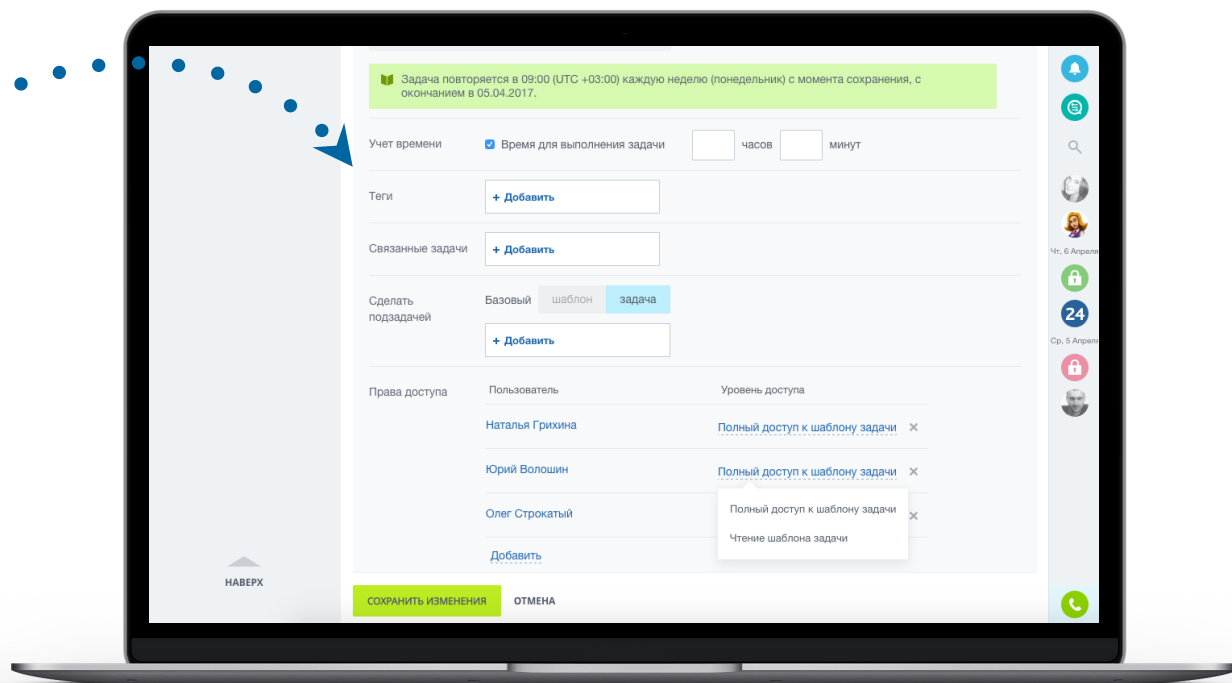 Задача повторяется в 09:00 (UTC +03:00) каждую неделю (понедельник) с момента сохранения, с
окончанием в 05.04.2017.
Учет времени
Время для выполнения задачи
часов
минут
Теги
+ Добавить
Связанные задачи
+ Добавить
Чт, 6 Апреля
Сделать
подзадачей
Базовый
шаблон
задача
24
+ Добавить
Ср, 5 Апреля
Права доступа
Пользователь
Уровень доступа
Наталья Грихина
Полный доступ к шаблону задачи
Юрий Волошин
Полный доступ к шаблону задачи
Олег Строкатый
Полный доступ к шаблону задачи
Чтение шаблона задачи
Добавить
НАВЕРХ
СОХРАНИТЬ ИЗМЕНЕНИЯ
ОТМЕНА